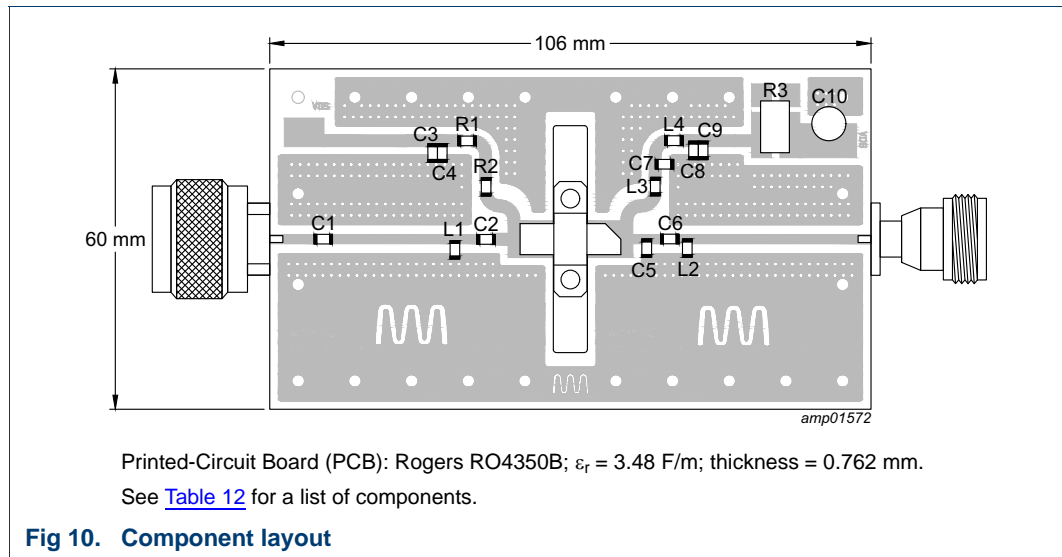 106 mm
60 mm
VGS
R1
C3
C4
R2
C1
L1
C2
L4
C9
C7
C8
L3
C6
C5
L2
R3
C10
VDS
amp01572
Printed-Circuit Board (PCB): Rogers RO4350B; εr = 3.48 F/m; thickness = 0.762 mm.
See Table 12 for a list of components.
Fig 10. Component layout